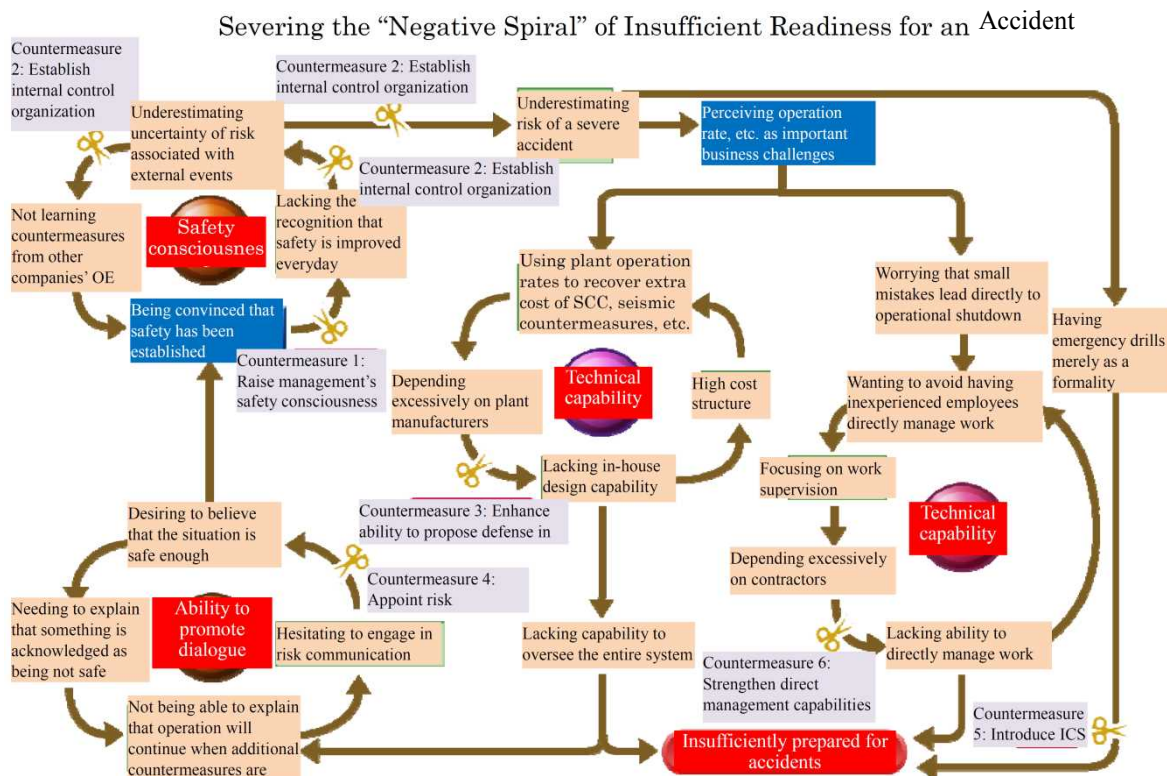 Severing the “Negative Spiral” of Insufficient Readiness for an Accident
Countermeasure
2: Establish
internal control
organization
Countermeasure 2: Establish
internal control organization
Underestimating
uncertainty of risk
associated with
external events
Underestimating
risk of a severe
accident
Perceiving operation
rate, etc. as important
business challenges
Countermeasure 2: Establish
internal control organization
Not learning
countermeasures
from other
companies’ OE
Safety
consciousnes
Lacking the
recognition that
safety is improved
everyday
Being convinced that
safety has been
established
Countermeasure 1:
Raise management’s
safety consciousness
Using plant operation
rates to recover extra
cost of SCC, seismic
countermeasures, etc.
Worrying that small
mistakes lead directly to
operational shutdown
Having
emergency drills
merely as a
formality
Depending
excessively on plant
manufacturers
Technical
capability
High cost
structure
Wanting to avoid having
inexperienced employees
directly manage work
Lacking in-house
design capability
Focusing on work
supervision
Countermeasure 3: Enhance
ability to propose defense in
Technical
capability
Depending excessively
on contractors
Desiring to believe
that the situation is
safe enough
Countermeasure 4:
Appoint risk
Needing to explain
that something is
acknowledged as
being not safe
Ability to
promote
dialogue
Hesitating to engage in
risk communication
Lacking capability to
oversee the entire system
Lacking ability to
directly manage work
Countermeasure 6:
Strengthen direct
management capabilities
Not being able to explain
that operation will
continue when additional
countermeasures are
Insufficiently prepared for
accidents
Countermeasure
5: Introduce ICS